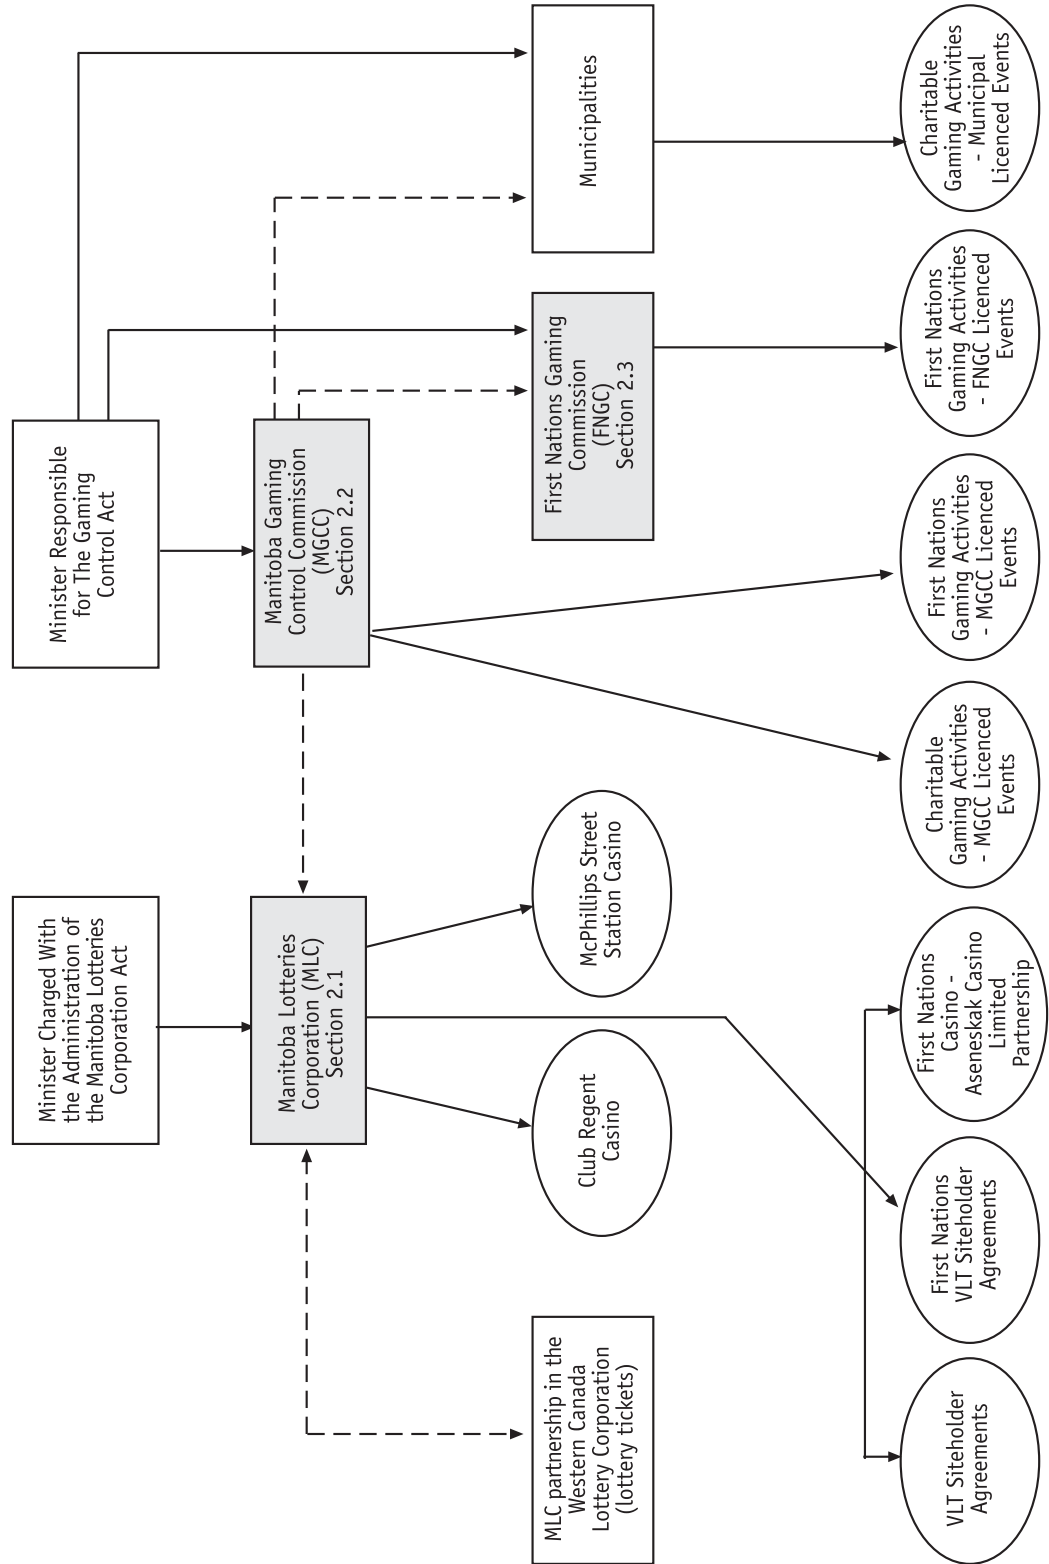 Minister Charged With
the Administration of
the Manitoba Lotteries
Corporation Act
Minister Responsible
for The Gaming
Control Act
Manitoba Lotteries
Corporation (MLC)
Section 2.1
Manitoba Gaming
Control Commission
(MGCC)
Section 2.2
MLC partnership in the
Western Canada
Lottery Corporation
(lottery tickets)
Club Regent
Casino
McPhillips Street
Station Casino
First Nations Gaming
Commission
(FNGC)
Section 2.3
Municipalities
VLT Siteholder
Agreements
First Nations
VLT Siteholder
Agreements
First Nations
Casino -
Aseneskak Casino
Limited
Partnership
Charitable
Gaming Activities
- MGCC Licenced
Events
First Nations
Gaming Activities
- MGCC Licenced
Events
First Nations
Gaming Activities
- FNGC Licenced
Events
Charitable
Gaming Activities
- Municipal
Licenced Events